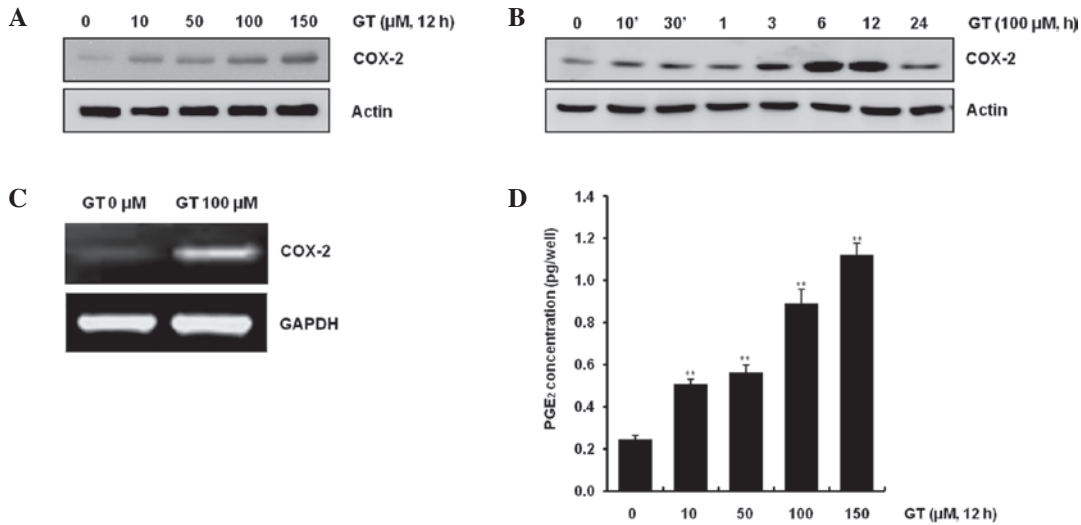 A
0 10 50 100 150 GT (µM, 12 h)
COX-2
Actin
B
0 10' 30' 1 3 6 12 24 GT (100 µM, h)
COX-2
Actin
C
GT 0 µM GT 100 µM
COX-2
GAPDH
D
PGE2 concentration (pg/well)
1.4
1.2
1.0
0.8
0.6
0.4
0.2
0.0
** ** ** **
0 10 50 100 150 GT (µM, 12 h)